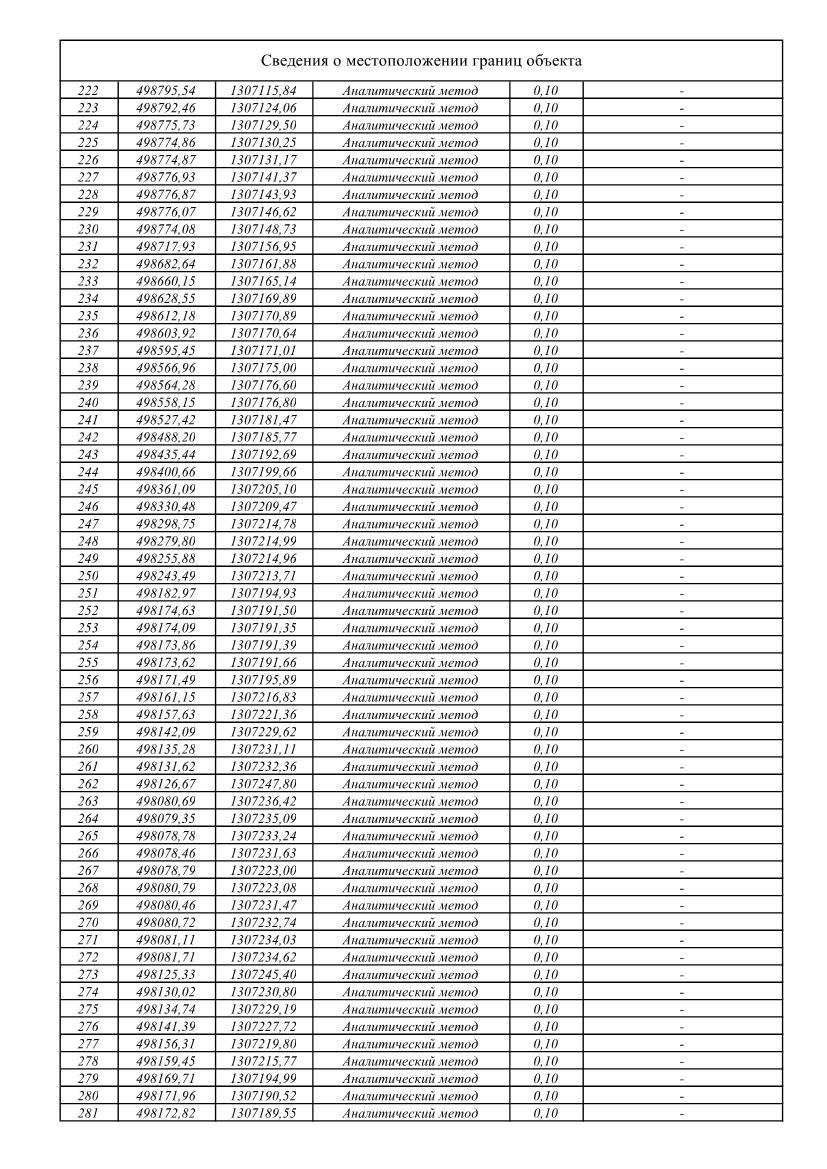 Сведения о местоположении границ объекта
222 498795,54 1307115,84 Аналитический метод 0,10 -
223 498792,46 1307124,06 Аналитический метод 0,10 -
224 498775,73 1307129,50 Аналитический метод 0,10 -
225 498774,86 1307130,25 Аналитический метод 0,10 -
226 498774,87 1307131,17 Аналитический метод 0,10 -
227 498776,93 1307141,37 Аналитический метод 0,10 -
228 498776,87 1307143,93 Аналитический метод 0,10 -
229 498776,07 1307146,62 Аналитический метод 0,10 -
230 498774,08 1307148,73 Аналитический метод 0,10 -
231 498717,93 1307156,95 Аналитический метод 0,10 -
232 498682,64 1307161,88 Аналитический метод 0,10 -
233 498660,15 1307165,14 Аналитический метод 0,10 -
234 498628,55 1307169,89 Аналитический метод 0,10 -
235 498612,18 1307170,89 Аналитический метод 0,10 -
236 498603,92 1307170,64 Аналитический метод 0,10 -
237 498595,45 1307171,01 Аналитический метод 0,10 -
238 498566,96 1307175,00 Аналитический метод 0,10 -
239 498564,28 1307176,60 Аналитический метод 0,10 -
240 498558,15 1307176,80 Аналитический метод 0,10 -
241 498527,42 1307181,47 Аналитический метод 0,10 -
242 498488,20 1307185,77 Аналитический метод 0,10 -
243 498435,44 1307192,69 Аналитический метод 0,10 -
244 498400,66 1307199,66 Аналитический метод 0,10 -
245 498361,09 1307205,10 Аналитический метод 0,10 -
246 498330,48 1307209,47 Аналитический метод 0,10 -
247 498298,75 1307214,78 Аналитический метод 0,10 -
248 498279,80 1307214,99 Аналитический метод 0,10 -
249 498255,88 1307214,96 Аналитический метод 0,10 -
250 498243,49 1307213,71 Аналитический метод 0,10 -
251 498182,97 1307194,93 Аналитический метод 0,10 -
252 498174,63 1307191,50 Аналитический метод 0,10 -
253 498174,09 1307191,35 Аналитический метод 0,10 -
254 498173,86 1307191,39 Аналитический метод 0,10 -
255 498173,62 1307191,66 Аналитический метод 0,10 -
256 498171,49 1307195,89 Аналитический метод 0,10 -
257 498161,15 1307216,83 Аналитический метод 0,10 -
258 498157,63 1307221,36 Аналитический метод 0,10 -
259 498142,09 1307229,62 Аналитический метод 0,10 -
260 498135,28 1307231,11 Аналитический метод 0,10 -
261 498131,62 1307232,36 Аналитический метод 0,10 -
262 498126,67 1307247,80 Аналитический метод 0,10 -
263 498080,69 1307236,42 Аналитический метод 0,10 -
264 498079,35 1307235,09 Аналитический метод 0,10 -
265 498078,78 1307233,24 Аналитический метод 0,10 -
266 498078,46 1307231,63 Аналитический метод 0,10 -
267 498078,79 1307223,00 Аналитический метод 0,10 -
268 498080,79 1307223,08 Аналитический метод 0,10 -
269 498080,46 1307231,47 Аналитический метод 0,10 -
270 498080,72 1307232,74 Аналитический метод 0,10 -
271 498081,11 1307234,03 Аналитический метод 0,10 -
272 498081,71 1307234,62 Аналитический метод 0,10 -
273 498125,33 1307245,40 Аналитический метод 0,10 -
274 498130,02 1307230,80 Аналитический метод 0,10 -
275 498134,74 1307229,19 Аналитический метод 0,10 -
276 498141,39 1307227,72 Аналитический метод 0,10 -
277 498156,31 1307219,80 Аналитический метод 0,10 -
278 498159,45 1307215,77 Аналитический метод 0,10 -
279 498169,71 1307194,99 Аналитический метод 0,10 -
280 498171,96 1307190,52 Аналитический метод 0,10 -
281 498172,82 1307189,55 Аналитический метод 0,10 -